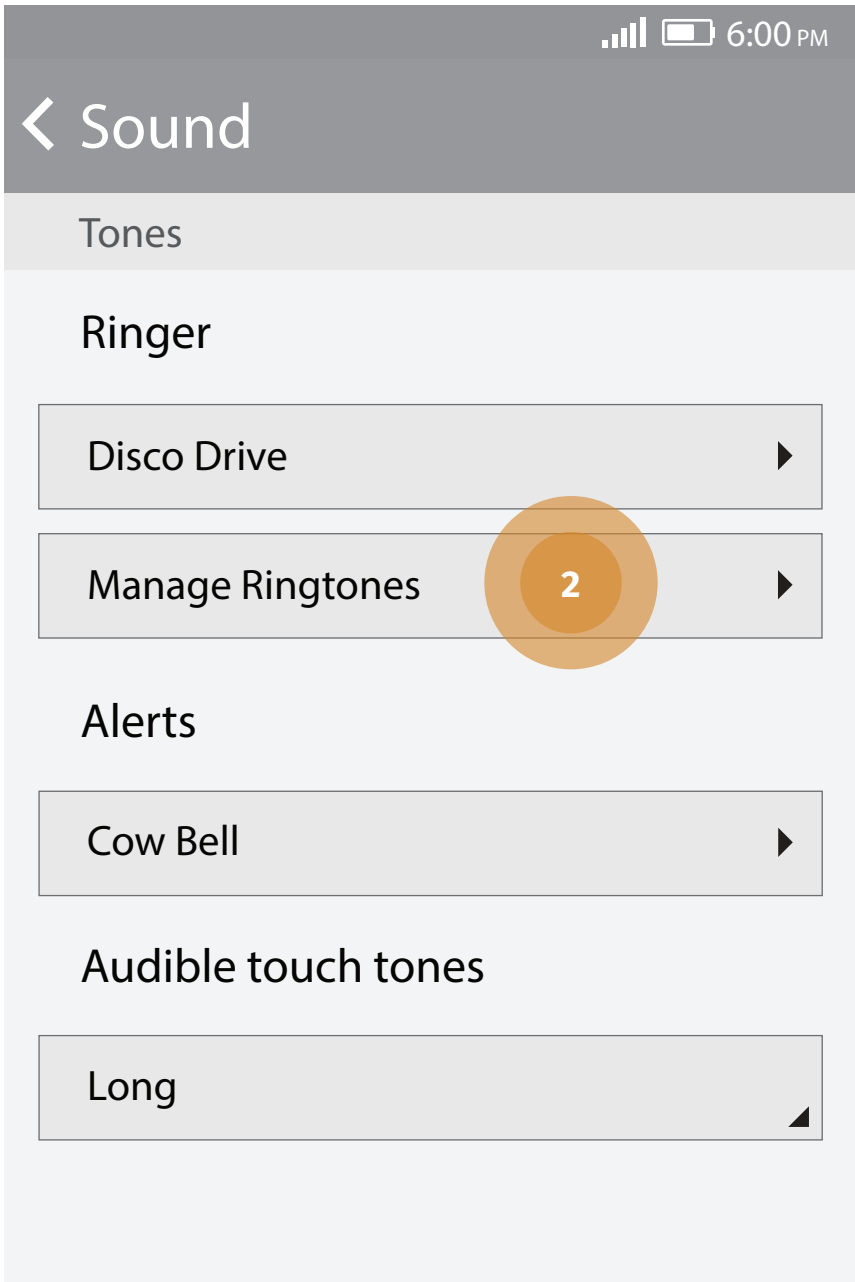 6:00 PM
Sound
Tones
Ringer
Disco Drive
Manage Ringtones 2
Alerts
Cow Bell
Audible touch tones
Long